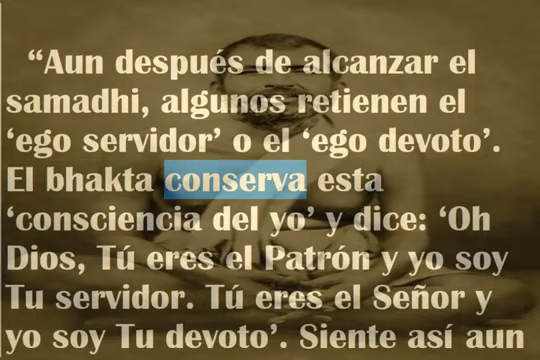 “Aun después de alcanzar el
samadhi, algunos retienen el
‘ego servidor’ o el ‘ego devoto’.
El bhakta conserva esta
‘consciencia del yo’ y dice: ‘Oh
Dios, Tú eres el Patrón y yo soy
Tu servidor. Tú eres el Señor y
yo soy Tu devoto’. Siente así aun